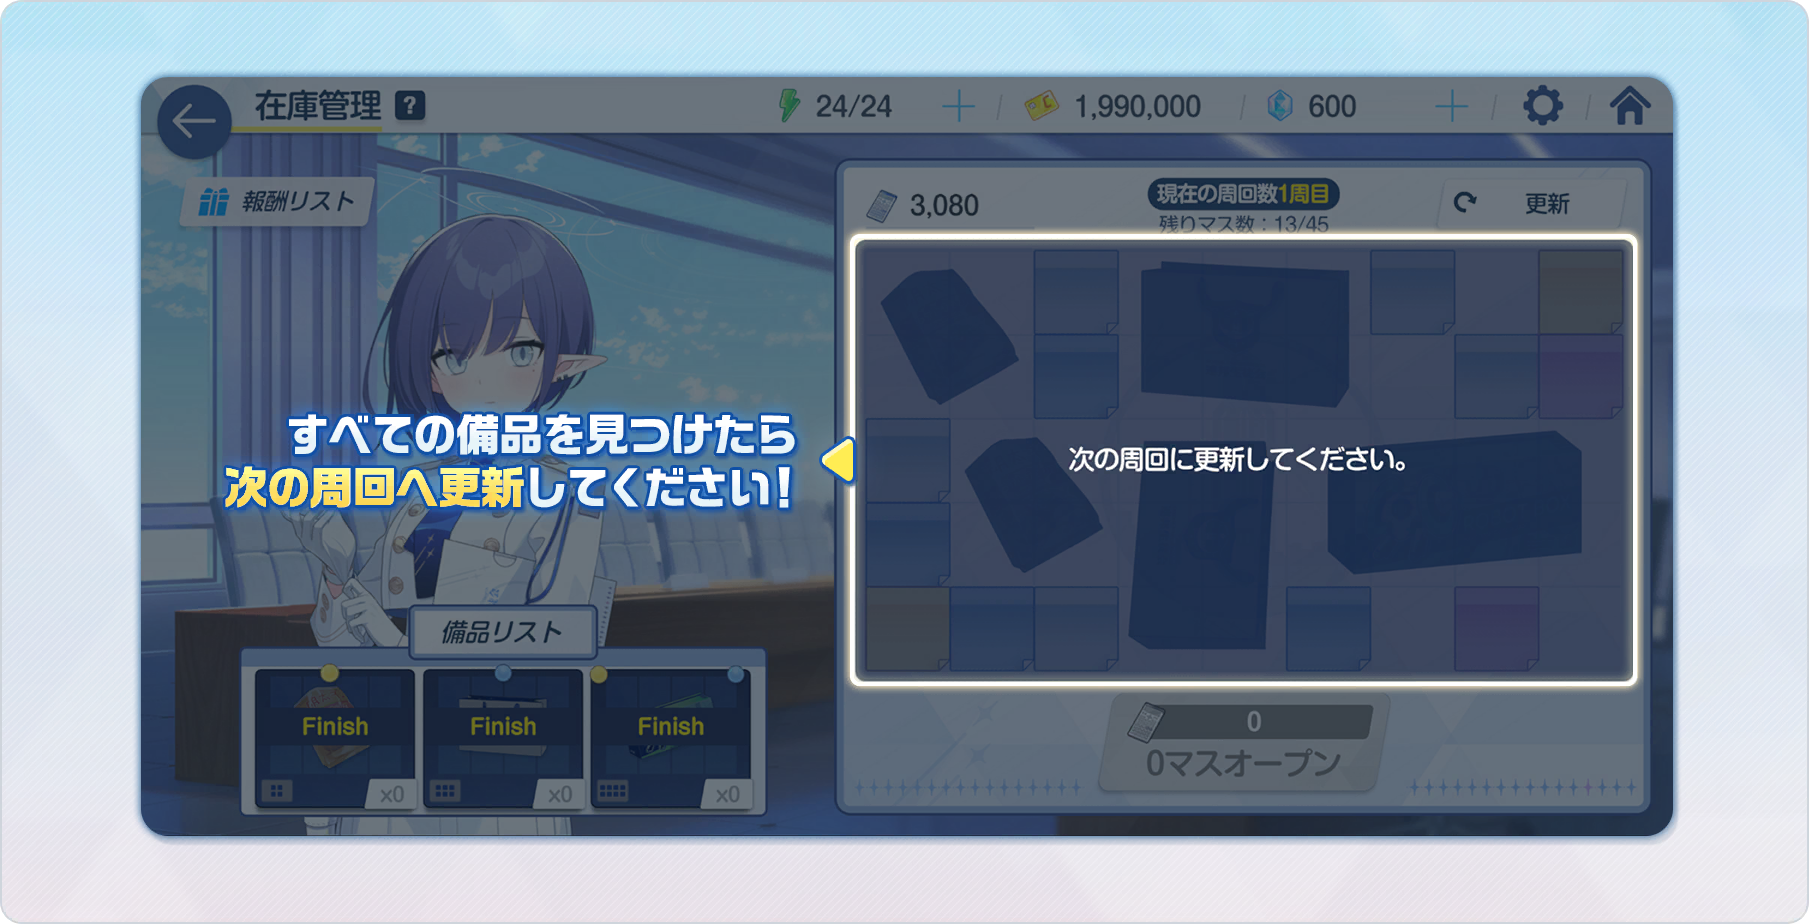 在庫管理 ?
24/24
1,990,000
600
報酬リスト
3,080
現在の周回数1周目
残りマス数：13/45
更新
すべての備品を見つけたら
次の周回へ更新してください！
次の周回に更新してください。
備品リスト
Finish
x0
Finish
x0
Finish
x0
0
0マスオープン